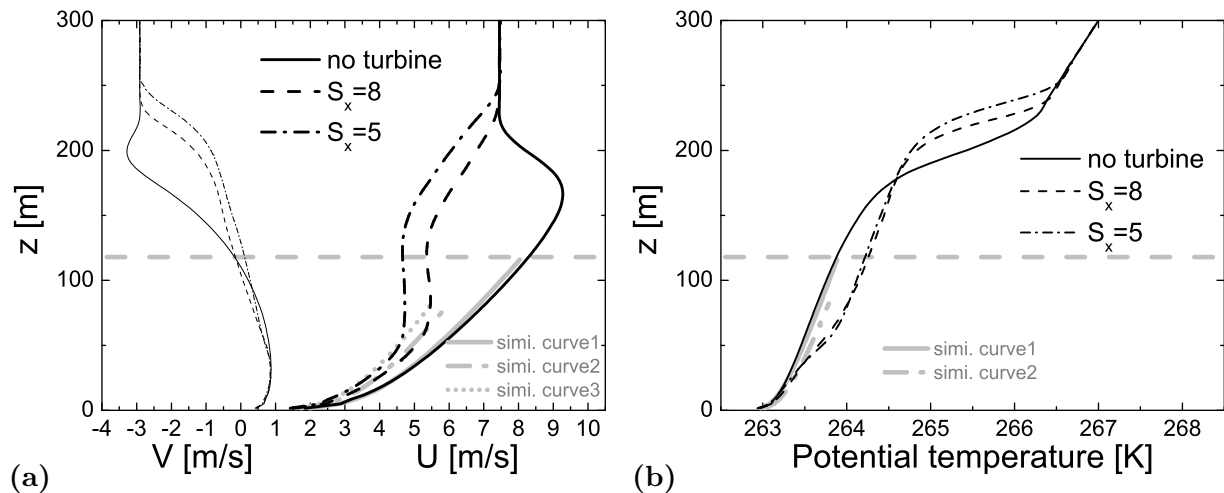 300
200
100
0
z [m]
-4 -3 -2 -1 0 1 2 3 4 5 6 7 8 9 10
V [m/s]
U [m/s]
no turbine
S_x=8
S_x=5
simi. curve1
simi. curve2
simi. curve3
(a)
300
200
100
0
z [m]
263 264 265 266 267 268
Potential temperature [K]
no turbine
S_x=8
S_x=5
simi. curve1
simi. curve2
(b)